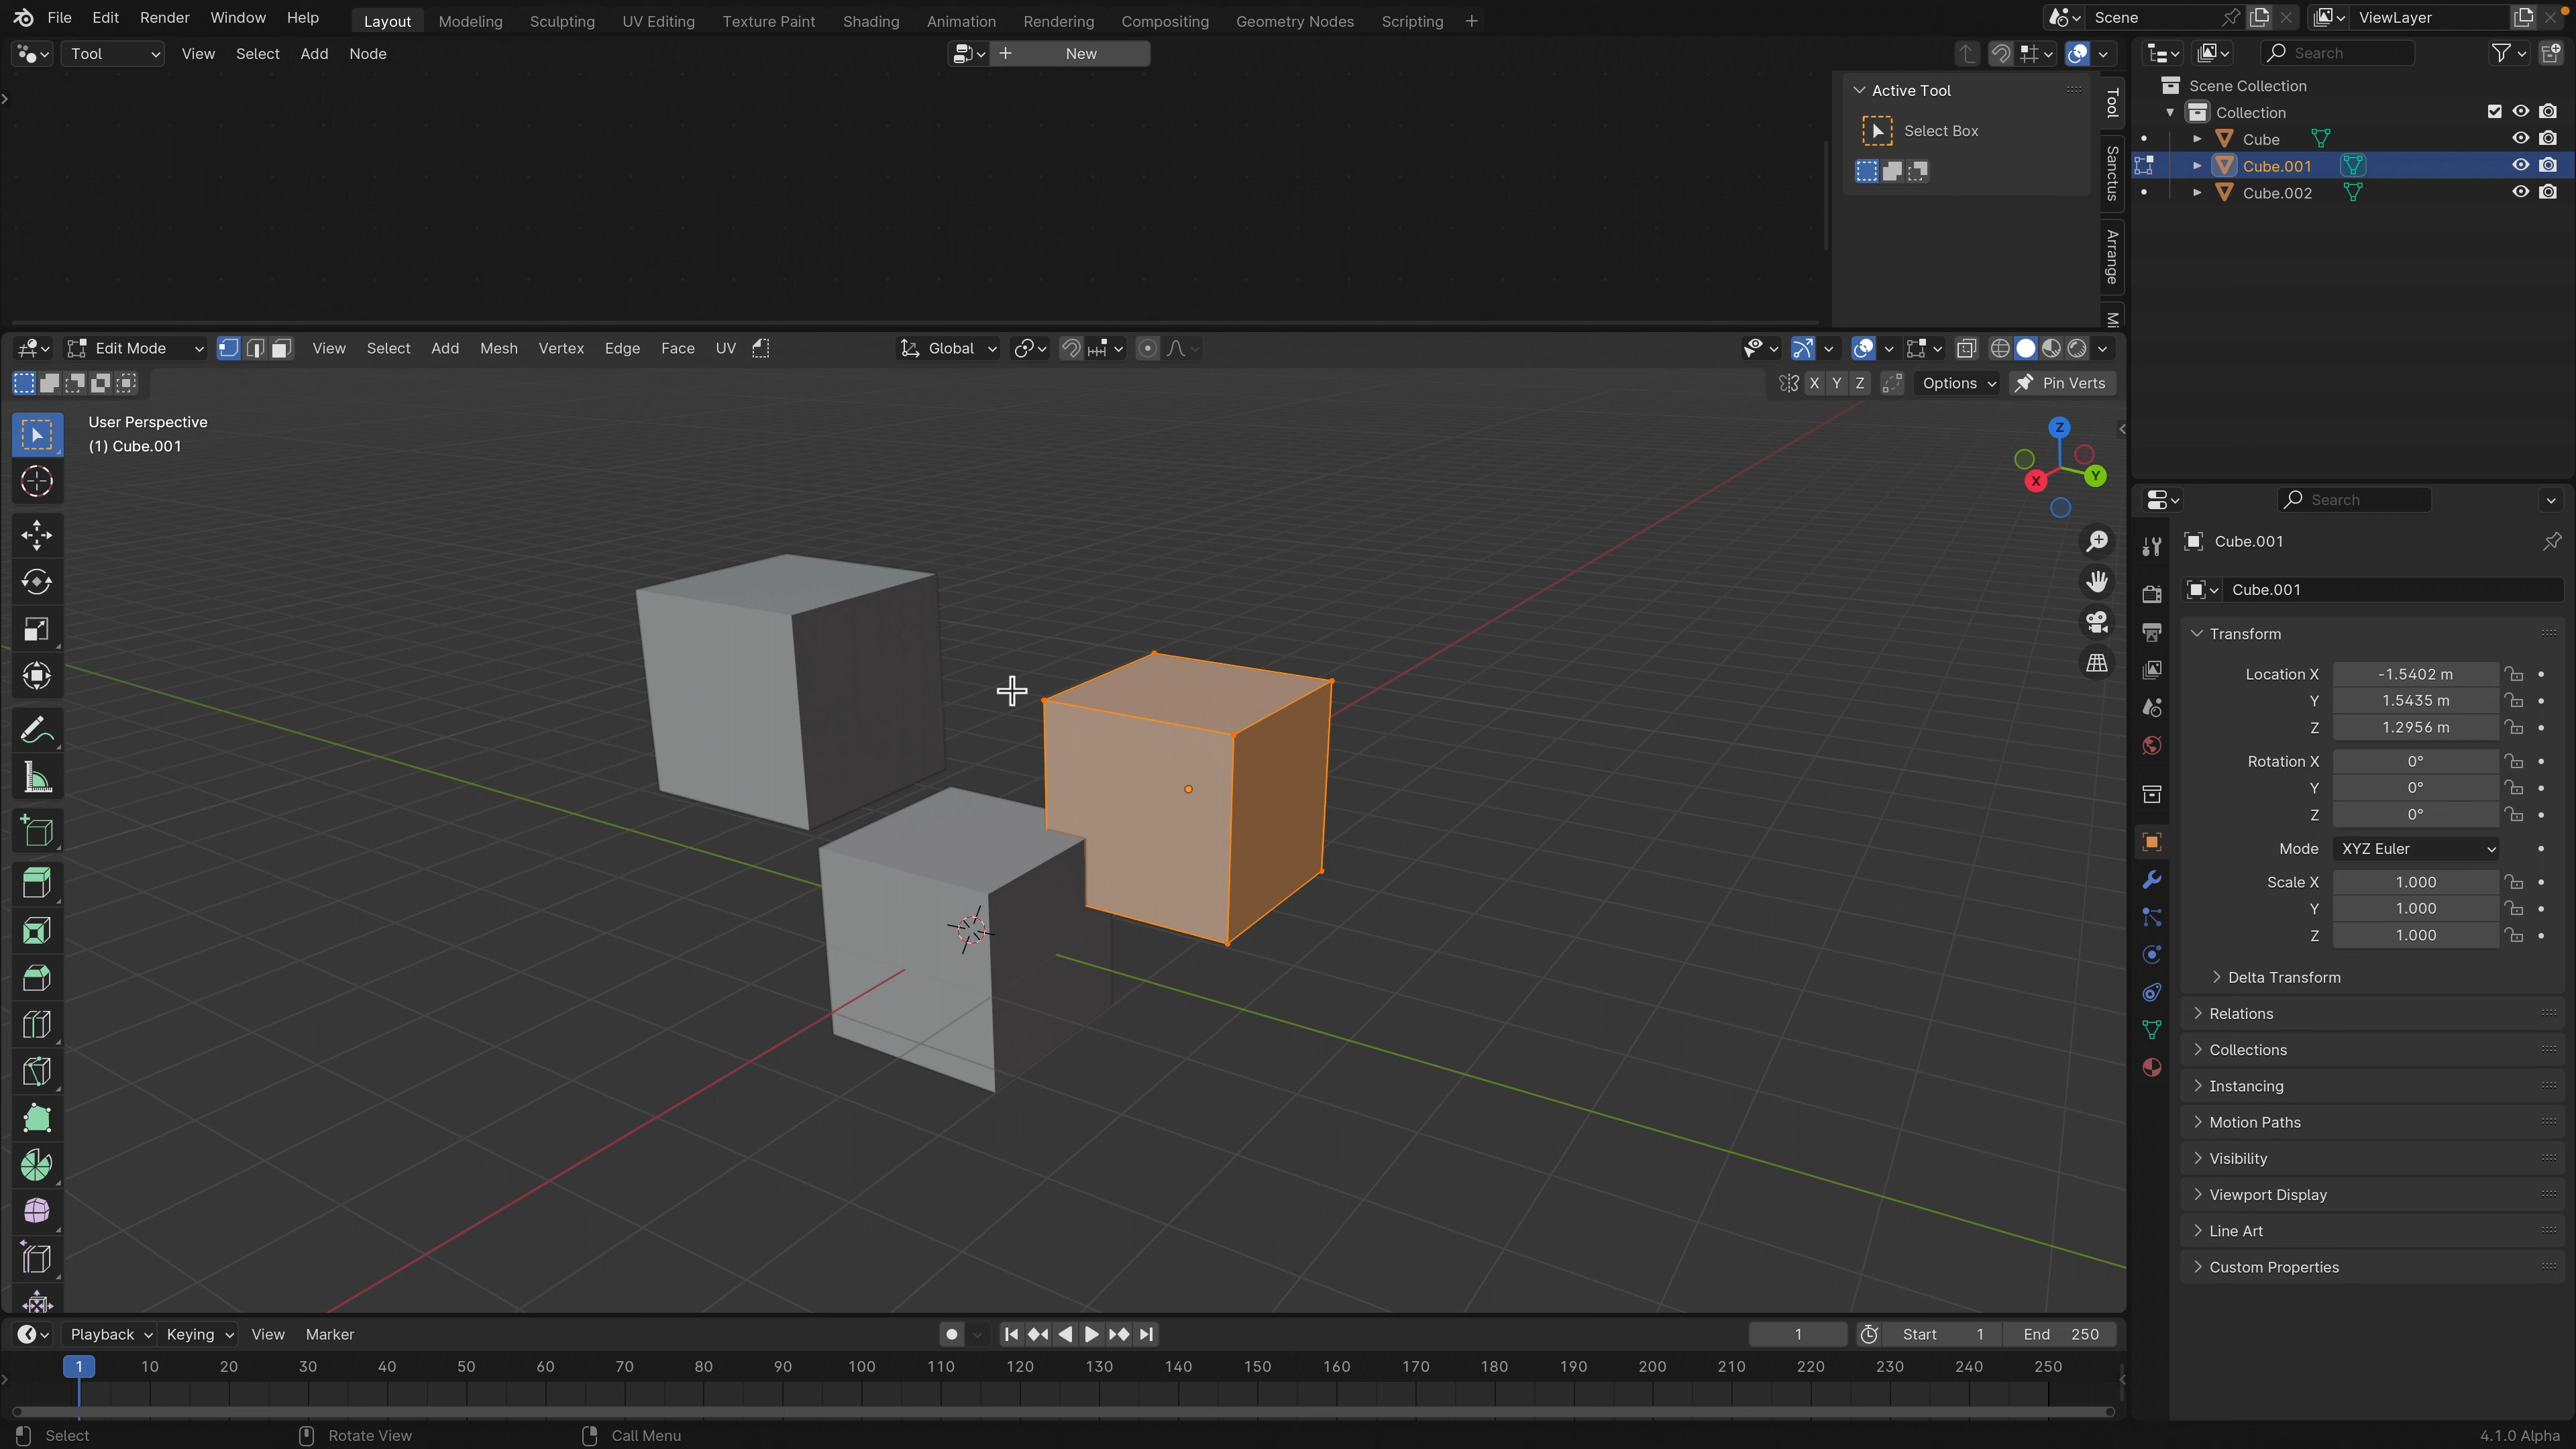 File Edit Render Window Help Layout Modeling Sculpting UV Editing Texture Paint Shading Animation Rendering Compositing Geometry Nodes Scripting + Scene ViewLayer
Tool View Select Add Node + New Search
Active Tool
Select Box
Tool
Sanctus
Arrange
Mi
Scene Collection
Collection
Cube
Cube.001
Cube.002
Edit Mode View Select Add Mesh Vertex Edge Face UV Global
X Y Z Options Pin Verts
User Perspective
(1) Cube.001
Z
X
Y
Search
Cube.001
Cube.001
Transform
Location X -1.5402 m
Y 1.5435 m
Z 1.2956 m
Rotation X 0°
Y 0°
Z 0°
Mode XYZ Euler
Scale X 1.000
Y 1.000
Z 1.000
Delta Transform
Relations
Collections
Instancing
Motion Paths
Visibility
Viewport Display
Line Art
Custom Properties
Playback Keying View Marker 1 Start 1 End 250
1 10 20 30 40 50 60 70 80 90 100 110 120 130 140 150 160 170 180 190 200 210 220 230 240 250
Select Rotate View Call Menu 4.1.0 Alpha